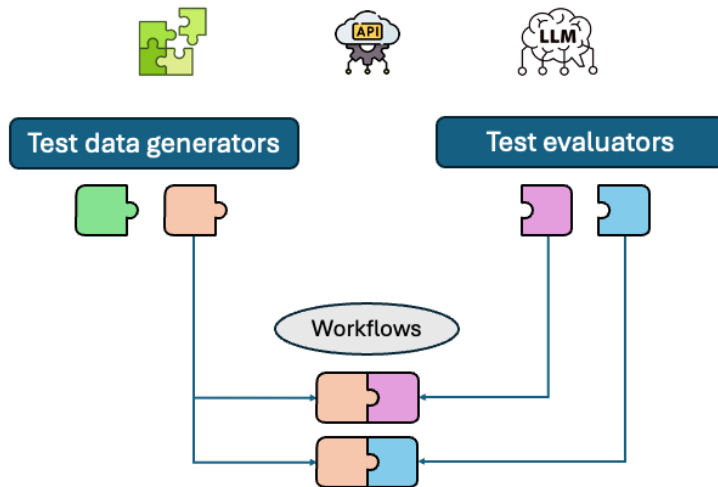 API
LLM
Test data generators
Test evaluators
Workflows